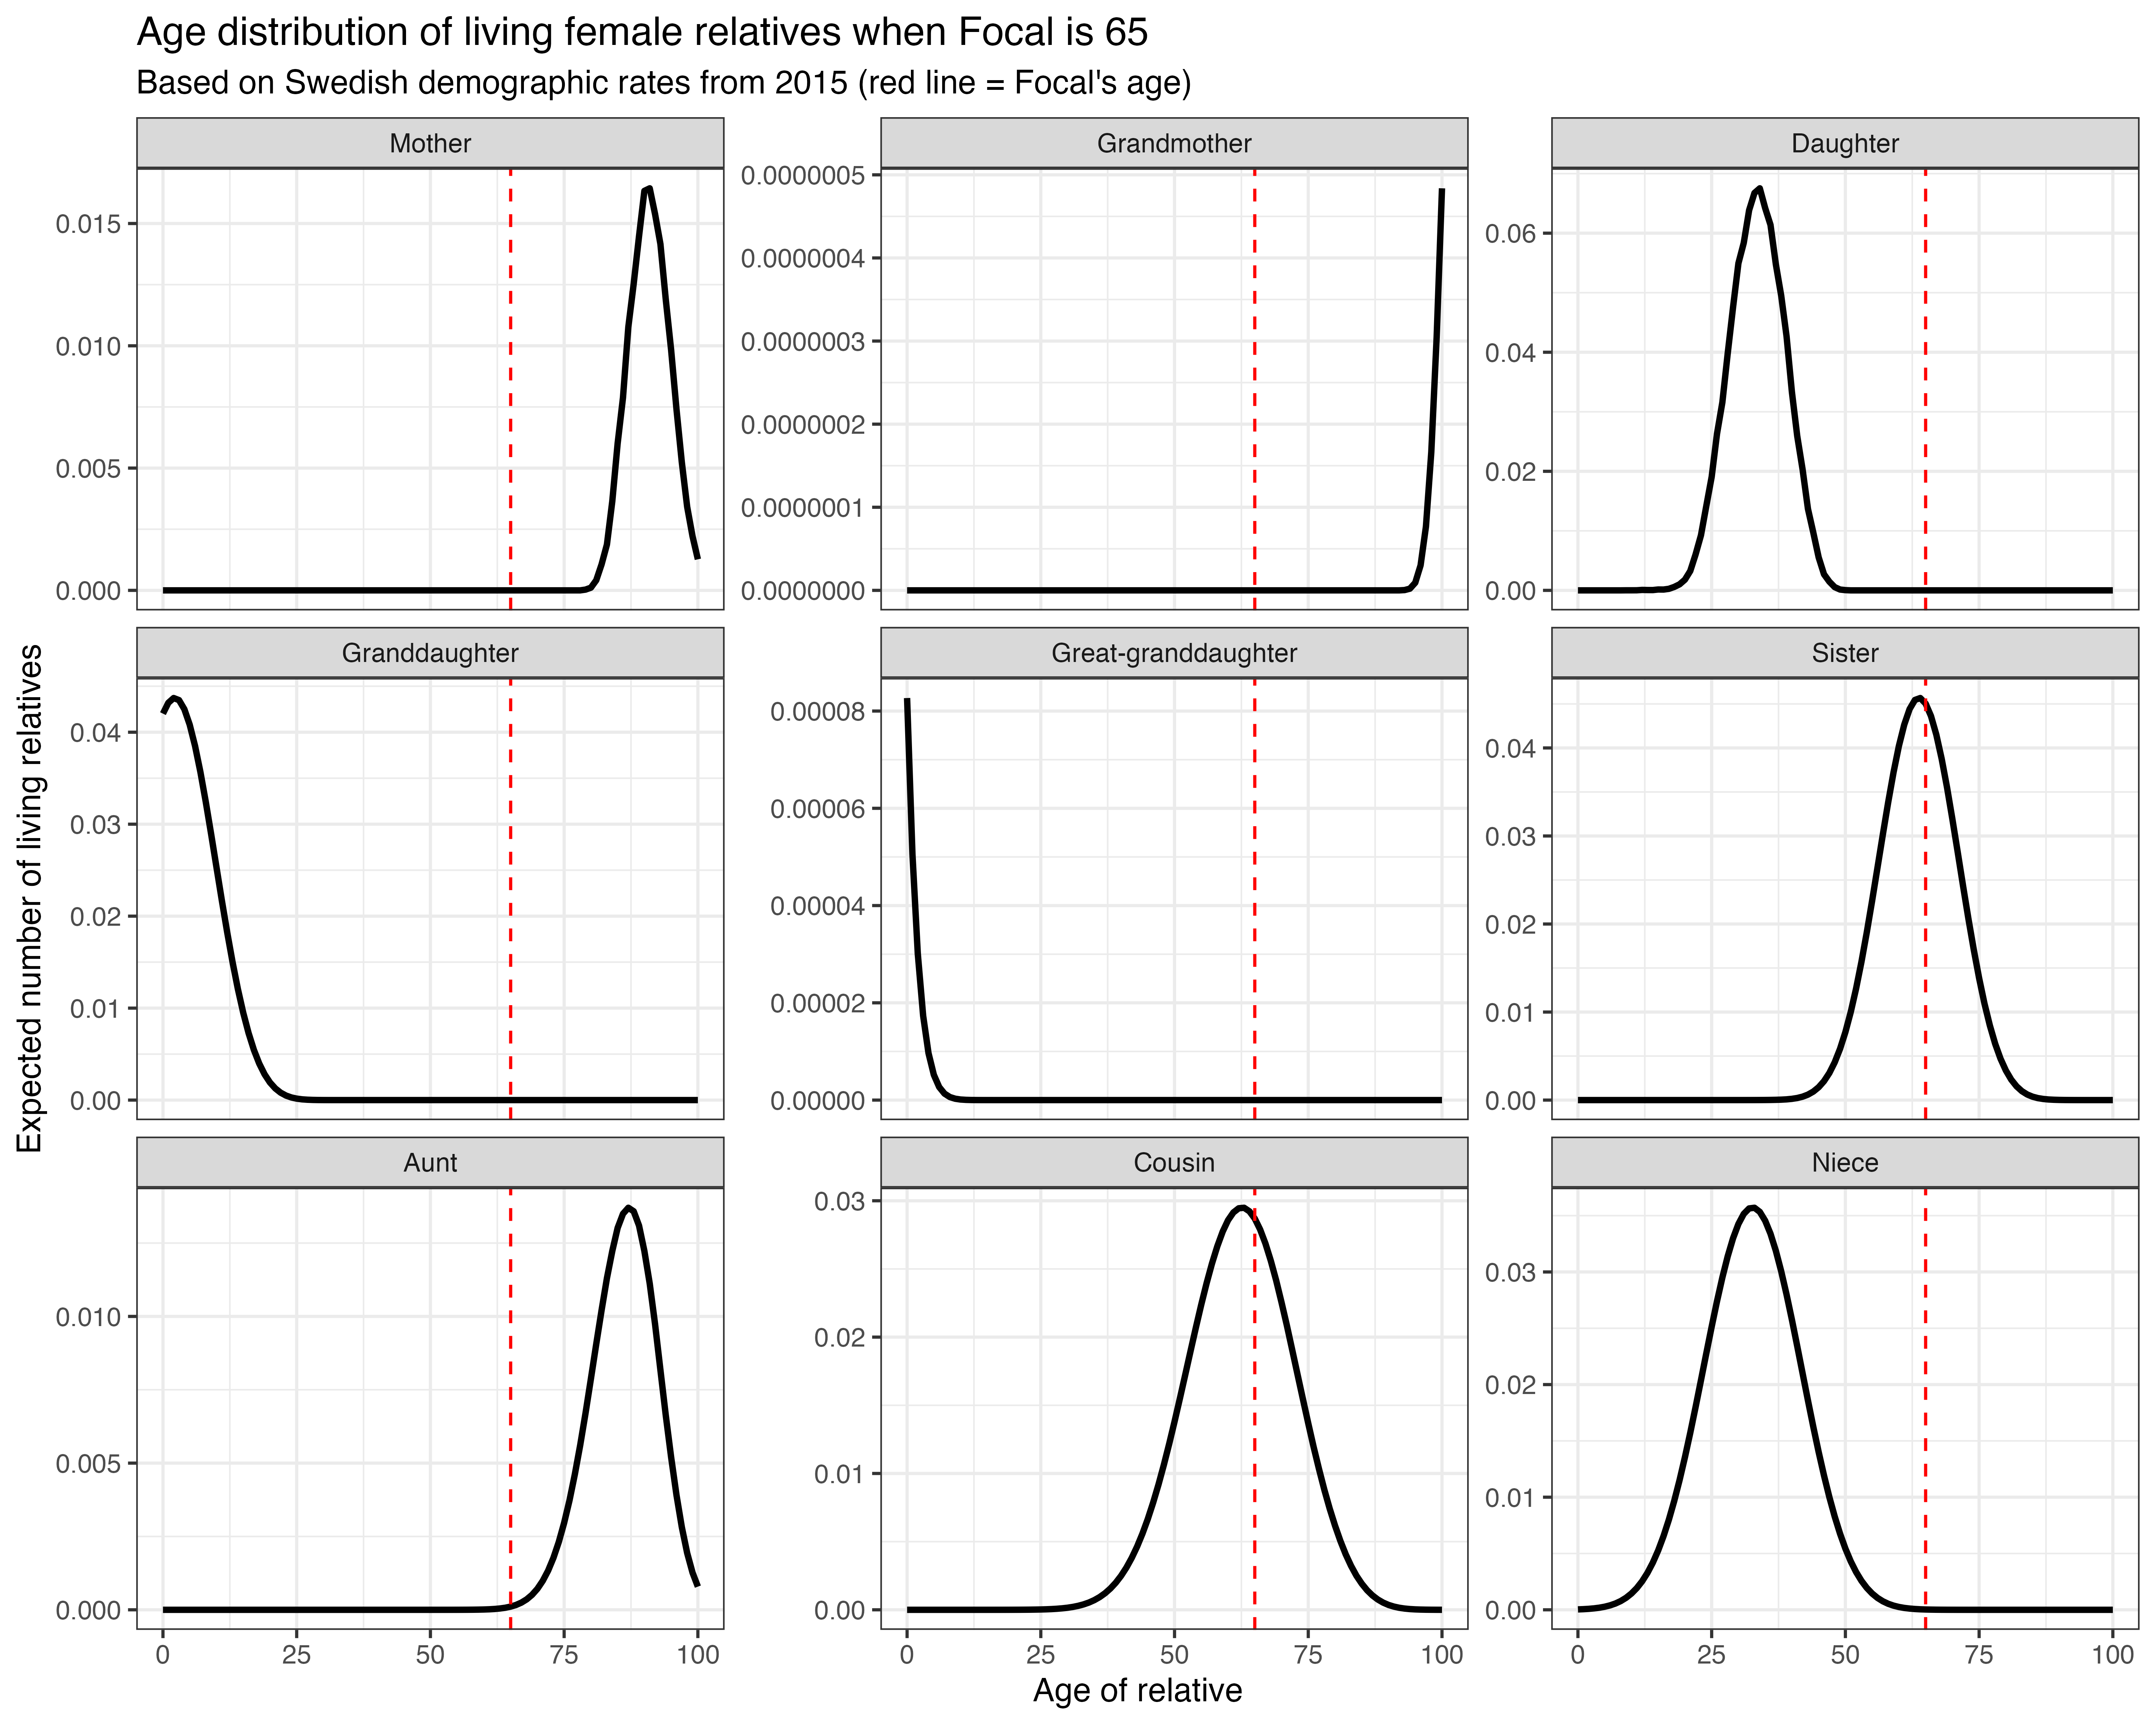 Age distribution of living female relatives when Focal is 65
Based on Swedish demographic rates from 2015 (red line = Focal's age)
Expected number of living relatives
Mother
0.015
0.010
0.005
0.000
Grandmother
0.0000005
0.0000004
0.0000003
0.0000002
0.0000001
0.0000000
Daughter
0.06
0.04
0.02
0.00
Granddaughter
0.04
0.03
0.02
0.01
0.00
Great-granddaughter
0.00008
0.00006
0.00004
0.00002
0.00000
Sister
0.04
0.03
0.02
0.01
0.00
Aunt
0.010
0.005
0.000
0 25 50 75 100
Cousin
0.03
0.02
0.01
0.00
0 25 50 75 100
Niece
0.03
0.02
0.01
0.00
0 25 50 75 100
Age of relative